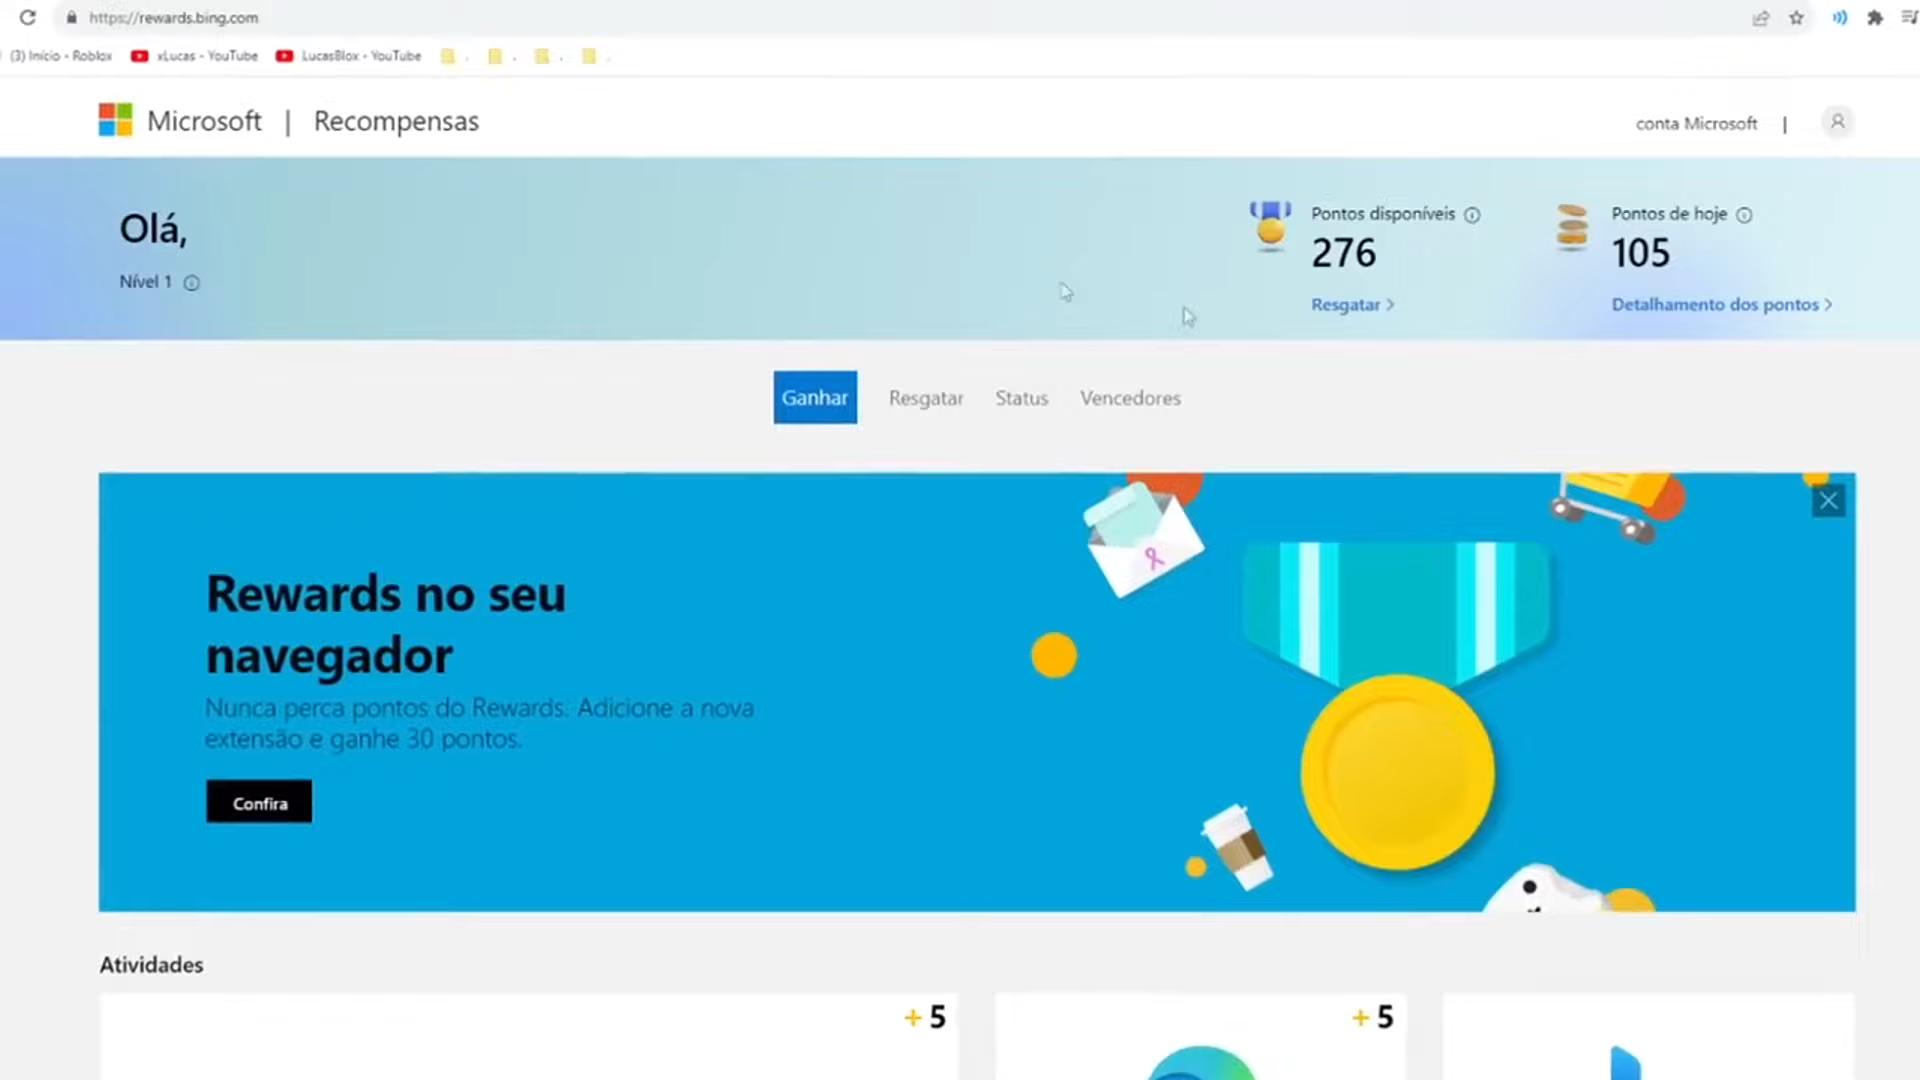 https://rewards.bing.com
(3) Início - Roblox
xLucas - YouTube
LucasBlox - YouTube
Microsoft | Recompensas
conta Microsoft |
Olá,
Nível 1
Pontos disponíveis
276
Resgatar >
Pontos de hoje
105
Detalhamento dos pontos >
Ganhar
Resgatar
Status
Vencedores
Rewards no seu
navegador
Nunca perca pontos do Rewards. Adicione a nova
extensão e ganhe 30 pontos.
Confira
Atividades
+ 5
+ 5